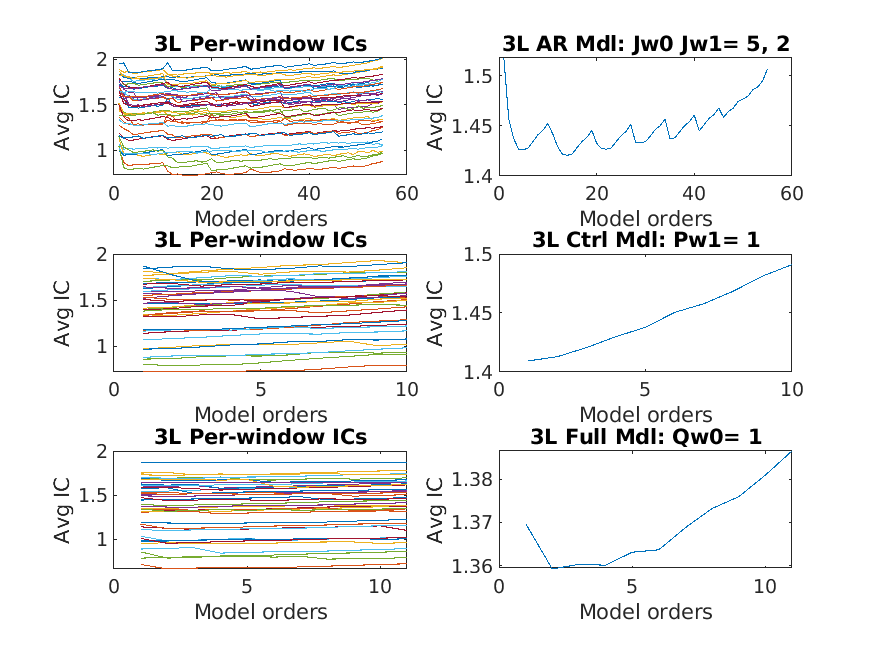 3L Per-window ICs
2
1.5
1
Avg IC
0 20 40 60
Model orders
3L AR Mdl: Jw0 Jw1= 5, 2
1.5
1.45
1.4
Avg IC
0 20 40 60
Model orders
3L Per-window ICs
2
1.5
1
Avg IC
0 5 10
Model orders
3L Ctrl Mdl: Pw1= 1
1.5
1.45
1.4
Avg IC
0 5 10
Model orders
3L Per-window ICs
2
1.5
1
Avg IC
0 5 10
Model orders
3L Full Mdl: Qw0= 1
1.38
1.37
1.36
Avg IC
0 5 10
Model orders